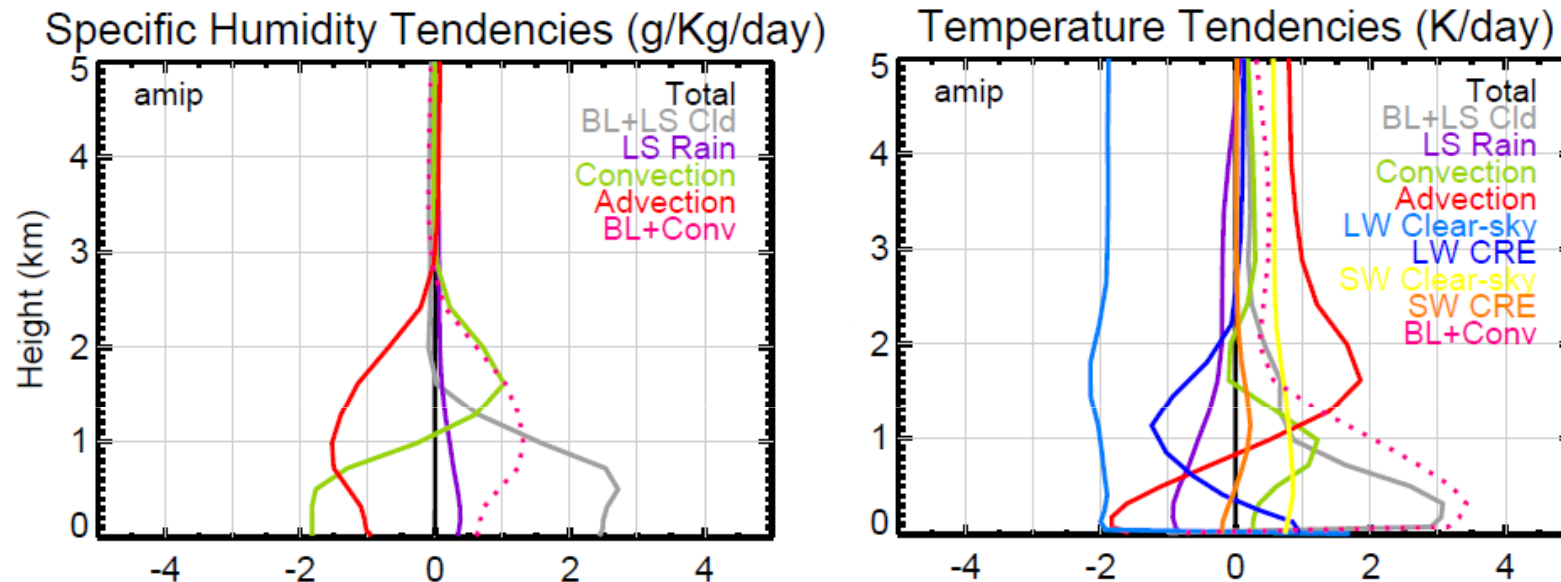 Specific Humidity Tendencies (g/Kg/day)
5
4
3
2
1
0
Height (km)
amip
Total
BL+LS Cld
LS Rain
Convection
Advection
BL+Conv
-4 -2 0 2 4
Temperature Tendencies (K/day)
5
4
3
2
1
0
amip
Total
BL+LS Cld
LS Rain
Convection
Advection
LW Clear-sky
LW CRE
SW Clear-sky
SW CRE
BL+Conv
-4 -2 0 2 4